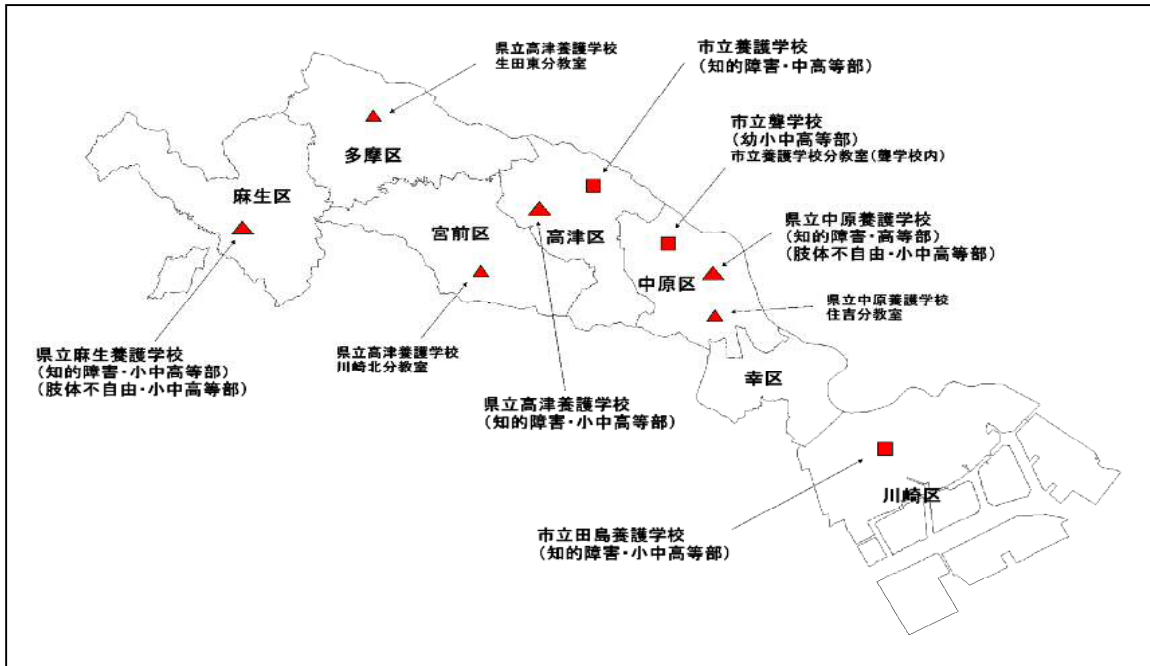 県立高津養護学校
生田東分教室
市立養護学校
（知的障害・中高等部）
市立聾学校
（幼小中高等部）
市立養護学校分教室（聾学校内）
多摩区
麻生区
宮前区
高津区
中原区
県立中原養護学校
（知的障害・高等部）
（肢体不自由・小中高等部）
県立中原養護学校
住吉分教室
県立麻生養護学校
（知的障害・小中高等部）
（肢体不自由・小中高等部）
県立高津養護学校
川崎北分教室
県立高津養護学校
（知的障害・小中高等部）
幸区
川崎区
市立田島養護学校
（知的障害・小中高等部）